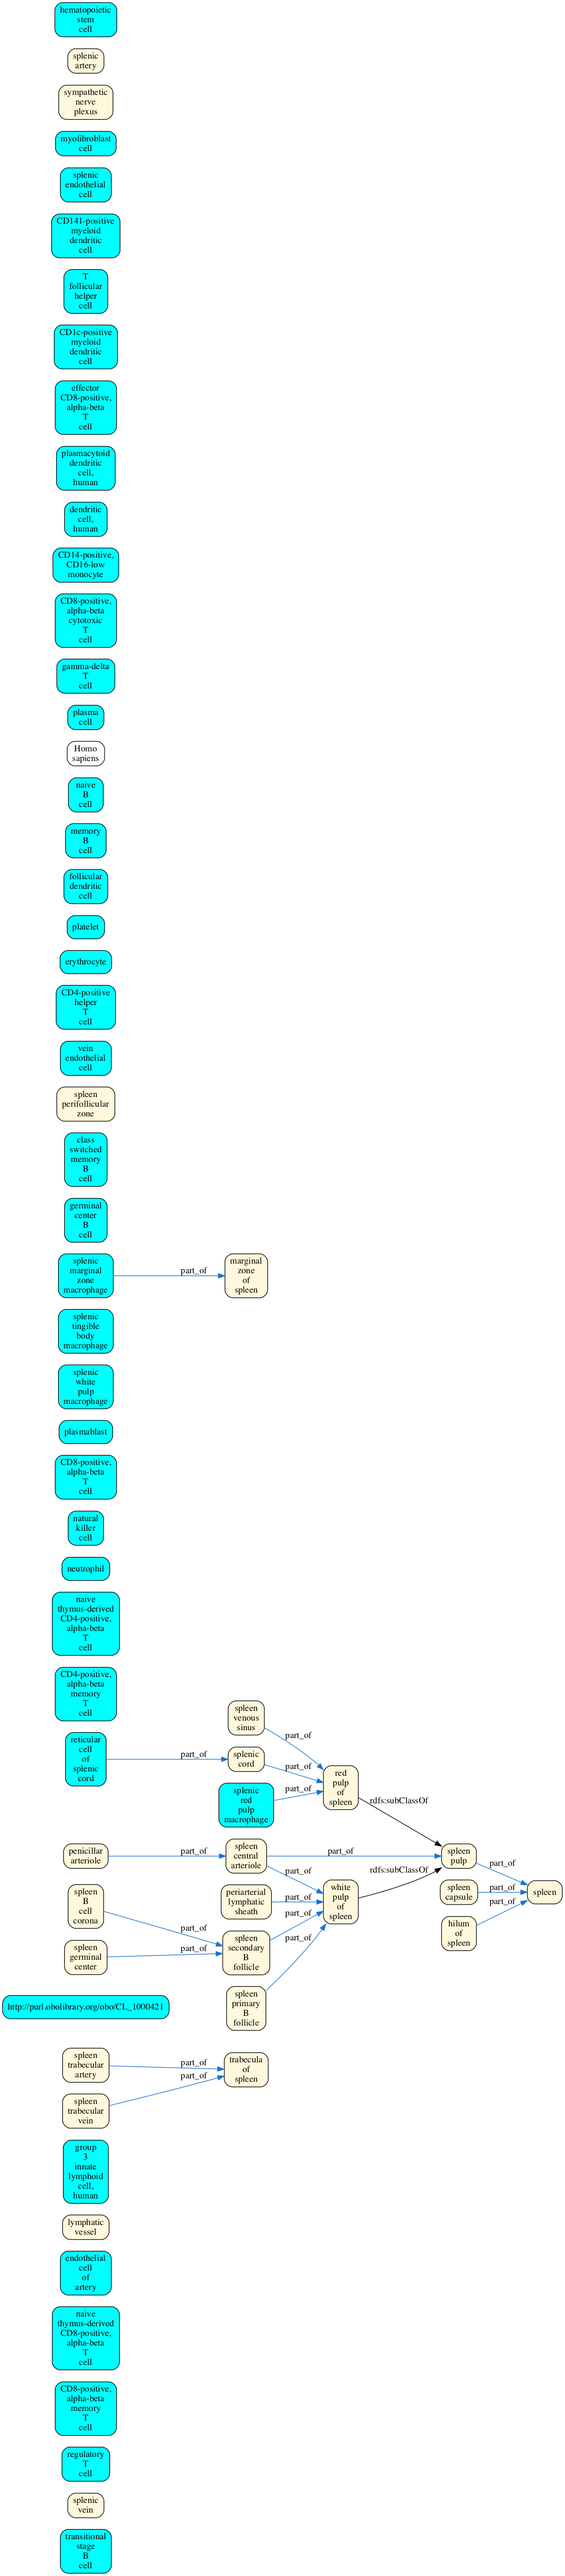 hematopoietic
stem
cell
splenic
artery
sympathetic
nerve
plexus
myofibroblast
cell
splenic
endothelial
cell
CD141-positive
myeloid
dendritic
cell
T
follicular
helper
cell
CD1c-positive
myeloid
dendritic
cell
effector
CD8-positive,
alpha-beta
T
cell
plasmacytoid
dendritic
cell,
human
dendritic
cell,
human
CD14-positive,
CD16-low
monocyte
CD8-positive,
alpha-beta
cytotoxic
T
cell
gamma-delta
T
cell
plasma
cell
Homo
sapiens
naive
B
cell
memory
B
cell
follicular
dendritic
cell
platelet
erythrocyte
CD4-positive
helper
T
cell
vein
endothelial
cell
spleen
perifollicular
zone
class
switched
memory
B
cell
germinal
center
B
cell
splenic
marginal
zone
macrophage
part_of
marginal
zone
of
spleen
splenic
tingible
body
macrophage
splenic
white
pulp
macrophage
plasmablast
CD8-positive,
alpha-beta
T
cell
natural
killer
cell
neutrophil
naive
thymus-derived
CD4-positive,
alpha-beta
T
cell
CD4-positive,
alpha-beta
memory
T
cell
spleen
venous
sinus
part_of
reticular
cell
of
splenic
cord
part_of
splenic
cord
part_of
splenic
red
pulp
macrophage
part_of
red
pulp
of
spleen
rdfs:subClassOf
penicillar
arteriole
part_of
spleen
central
arteriole
part_of
part_of
spleen
pulp
part_of
rdfs:subClassOf
periarterial
lymphatic
sheath
part_of
white
pulp
of
spleen
spleen
capsule
part_of
spleen
hilum
of
spleen
part_of
spleen
B
cell
corona
part_of
spleen
germinal
center
part_of
spleen
secondary
B
follicle
part_of
spleen
primary
B
follicle
part_of
http://purl.obolibrary.org/obo/CL_1000421
spleen
trabecular
artery
part_of
spleen
trabecular
vein
part_of
trabecula
of
spleen
group
3
innate
lymphoid
cell,
human
lymphatic
vessel
endothelial
cell
of
artery
naive
thymus-derived
CD8-positive,
alpha-beta
T
cell
CD8-positive,
alpha-beta
memory
T
cell
regulatory
T
cell
splenic
vein
transitional
stage
B
cell